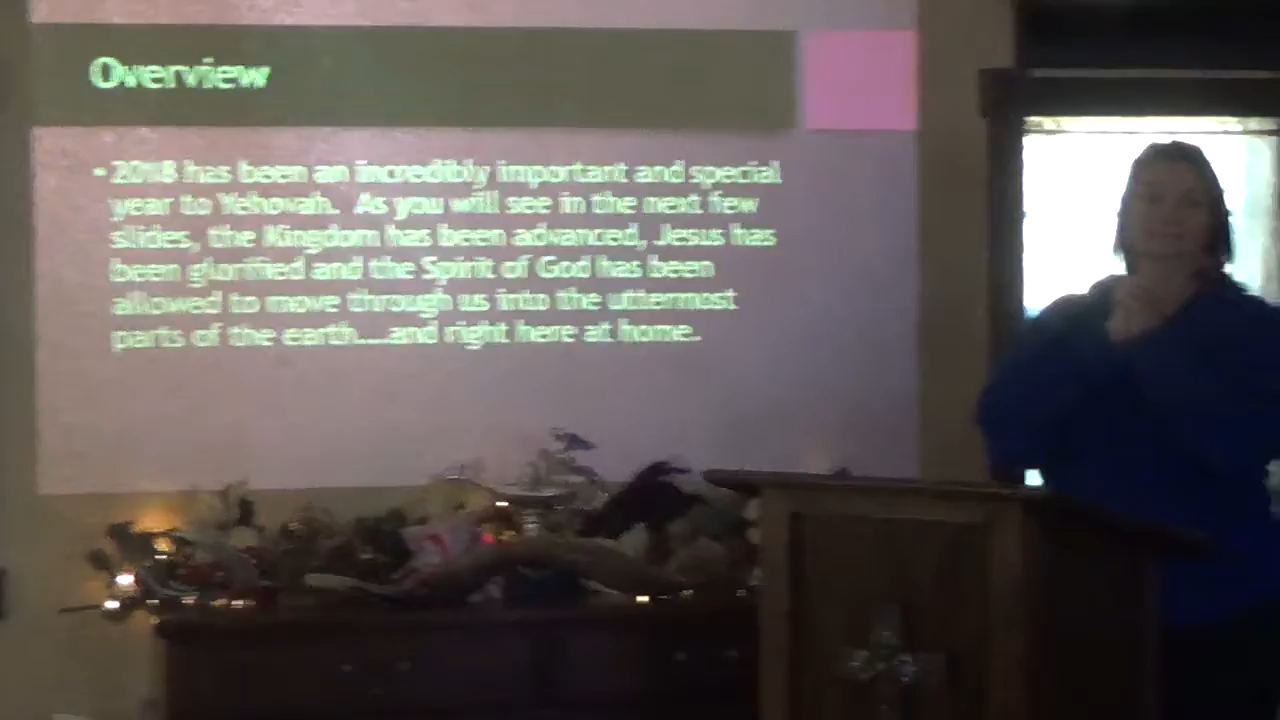 Overview
• 2018 has been an incredibly important and special
year to Yehovah. As you will see in the next few
slides, the Kingdom has been advanced, Jesus has
been glorified and the Spirit of God has been
allowed to move through us into the uttermost
parts of the earth....and right here at home.